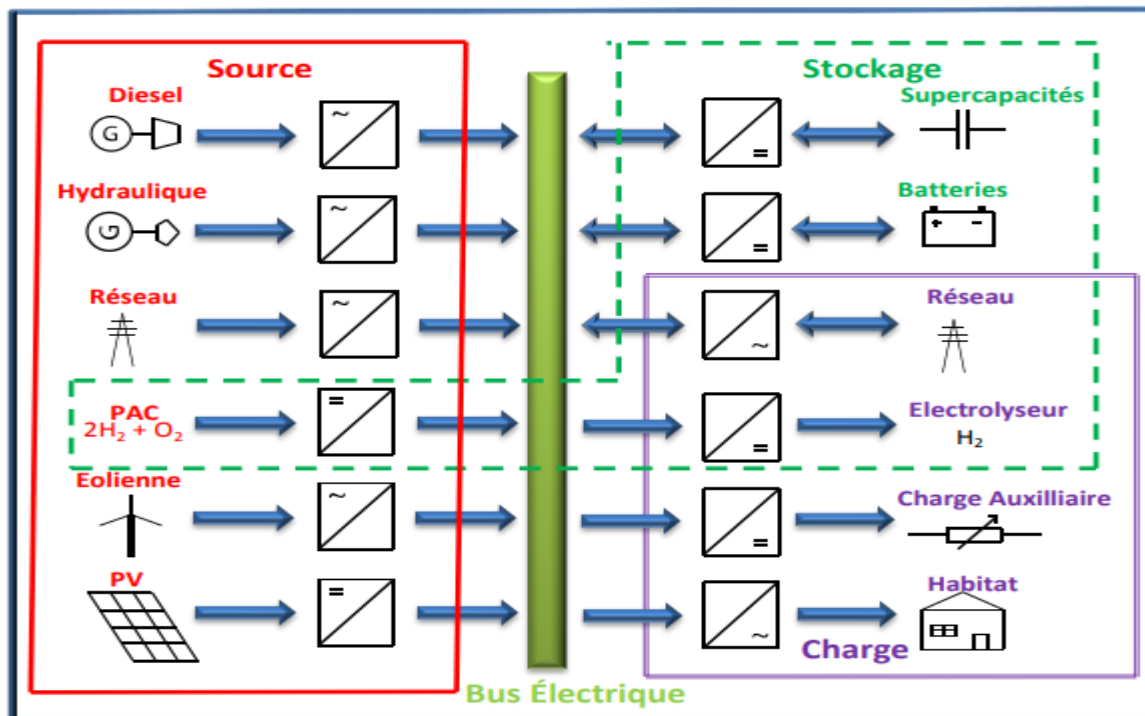 Source
Stockage
Diesel
G
~
=
Supercapacités
Hydraulique
G
~
=
Batteries
+ -
Réseau
~
~
Réseau
PAC
2H₂ + O₂
=
=
Electrolyseur
H₂
Eolienne
~
=
Charge Auxilliaire
PV
=
~
Habitat
Charge
Bus Électrique